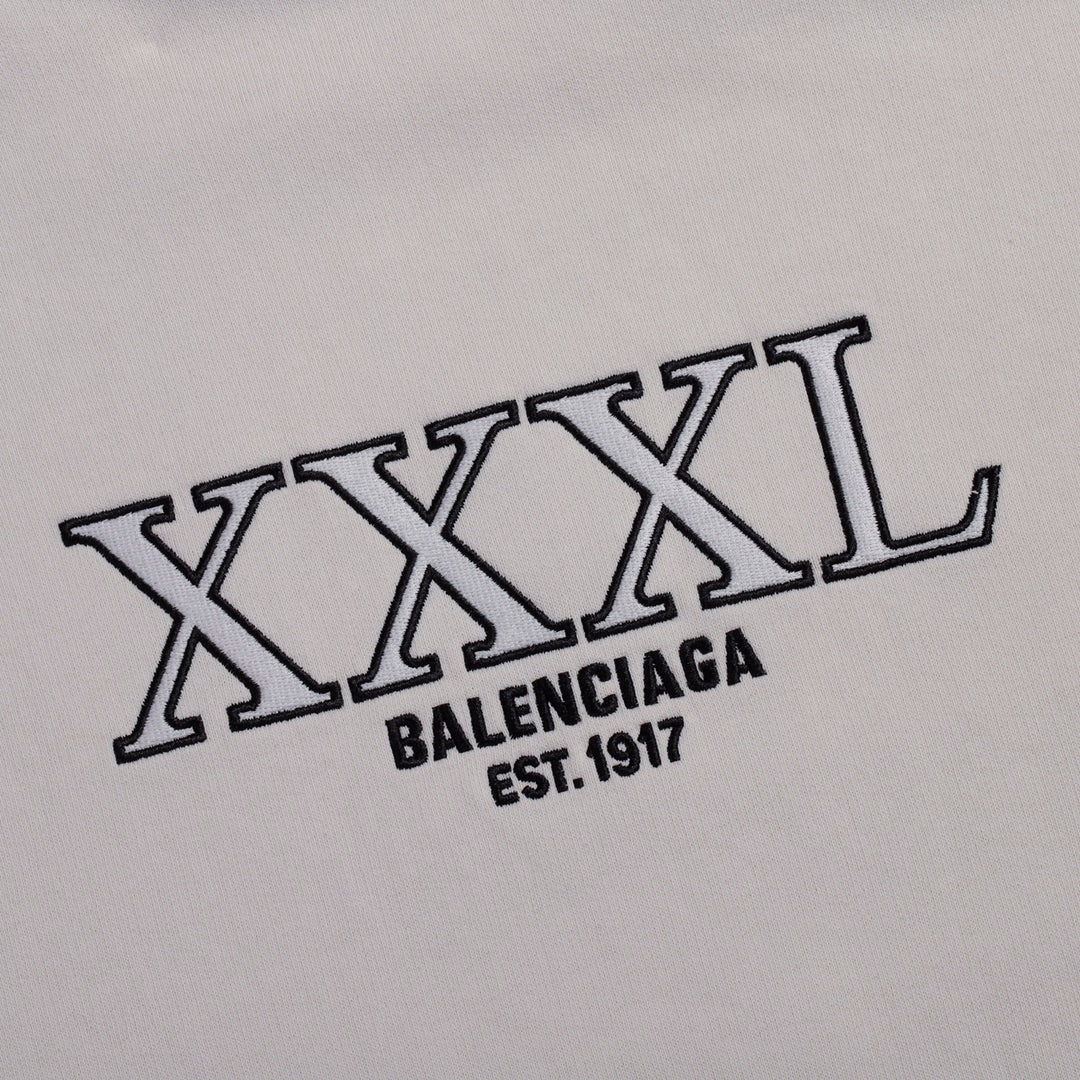 XXXL
BALENCIAGA
EST. 1917